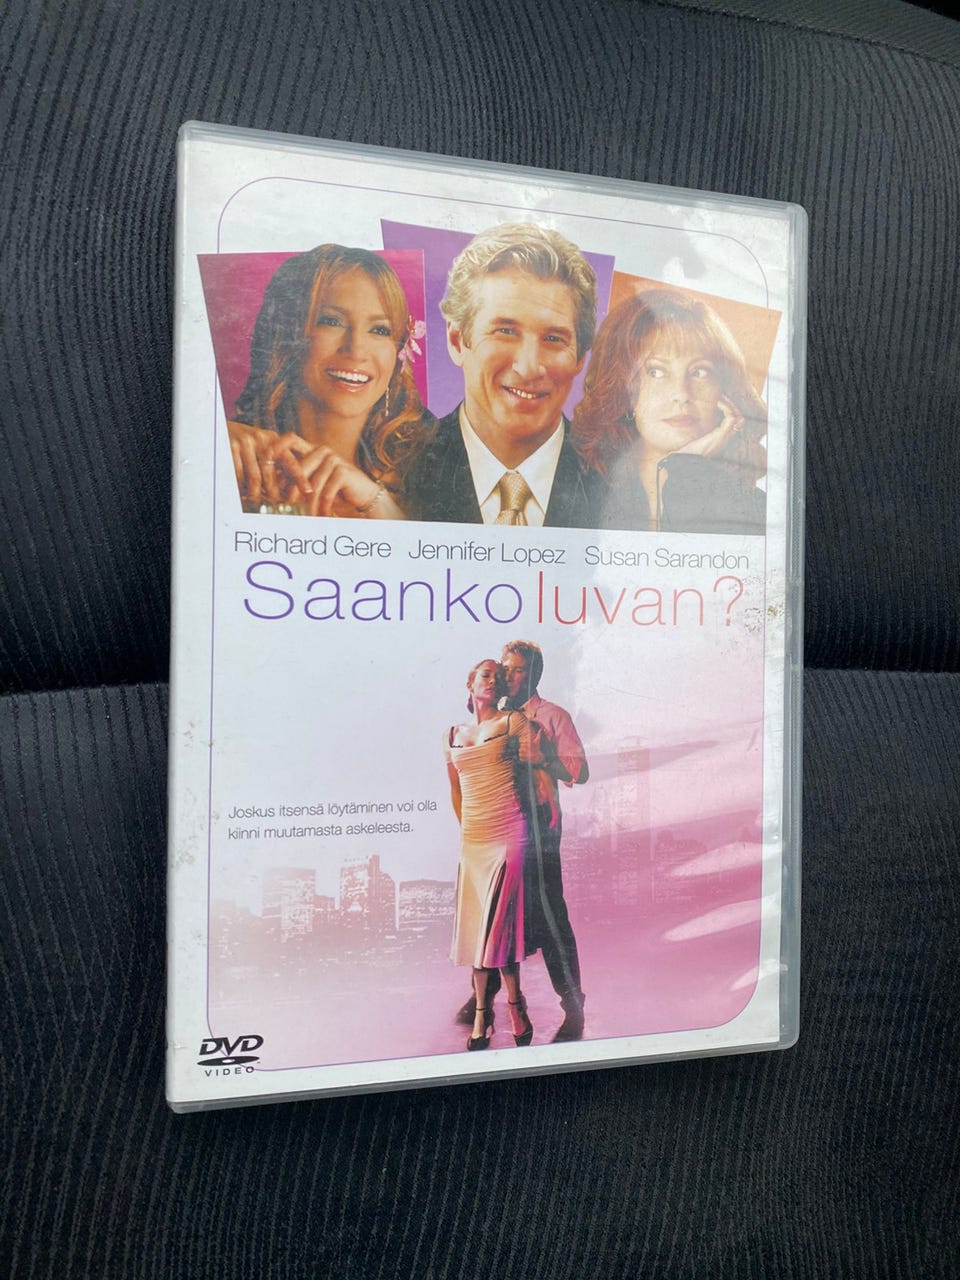 Richard Gere Jennifer Lopez Susan Sarandon
Saanko luvan?
Joskus itsensä löytäminen voi olla
kiinni muutamasta askeleesta.
DVD
VIDEO